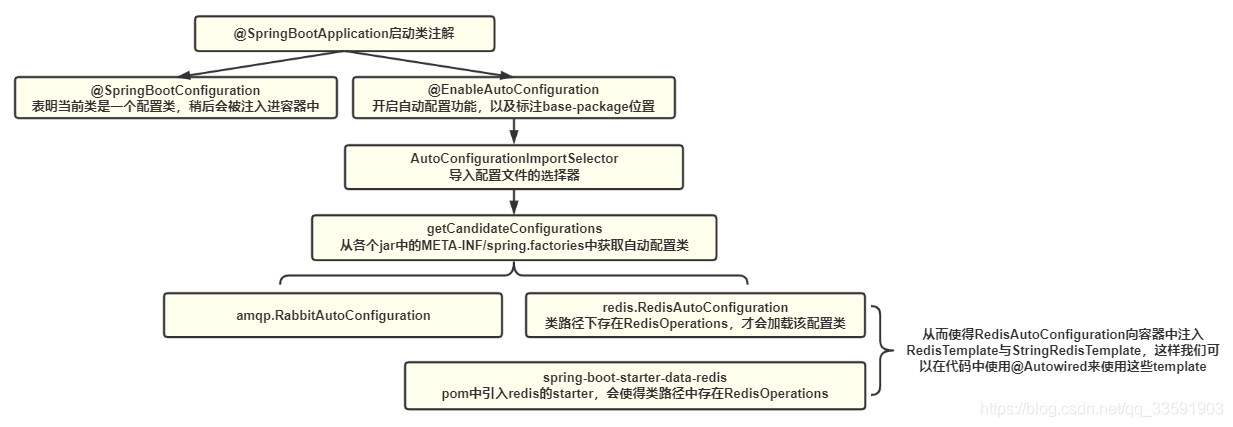 @SpringBootApplication启动类注解
@SpringBootConfiguration
表明当前类是一个配置类，稍后会被注入进容器中
@EnableAutoConfiguration
开启自动配置功能，以及标注base-package位置
AutoConfigurationImportSelector
导入配置文件的选择器
getCandidateConfigurations
从各个jar中的META-INF/spring.factories中获取自动配置类
amqp.RabbitAutoConfiguration
redis.RedisAutoConfiguration
类路径下存在RedisOperations，才会加载该配置类
从而使得RedisAutoConfiguration向容器中注入
RedisTemplate与StringRedisTemplate，这样我们可
以在代码中使用@Autowired来使用这些template
spring-boot-starter-data-redis
pom中引入redis的starter，会使得类路径中存在RedisOperations
https://blog.csdn.net/qq_33591903